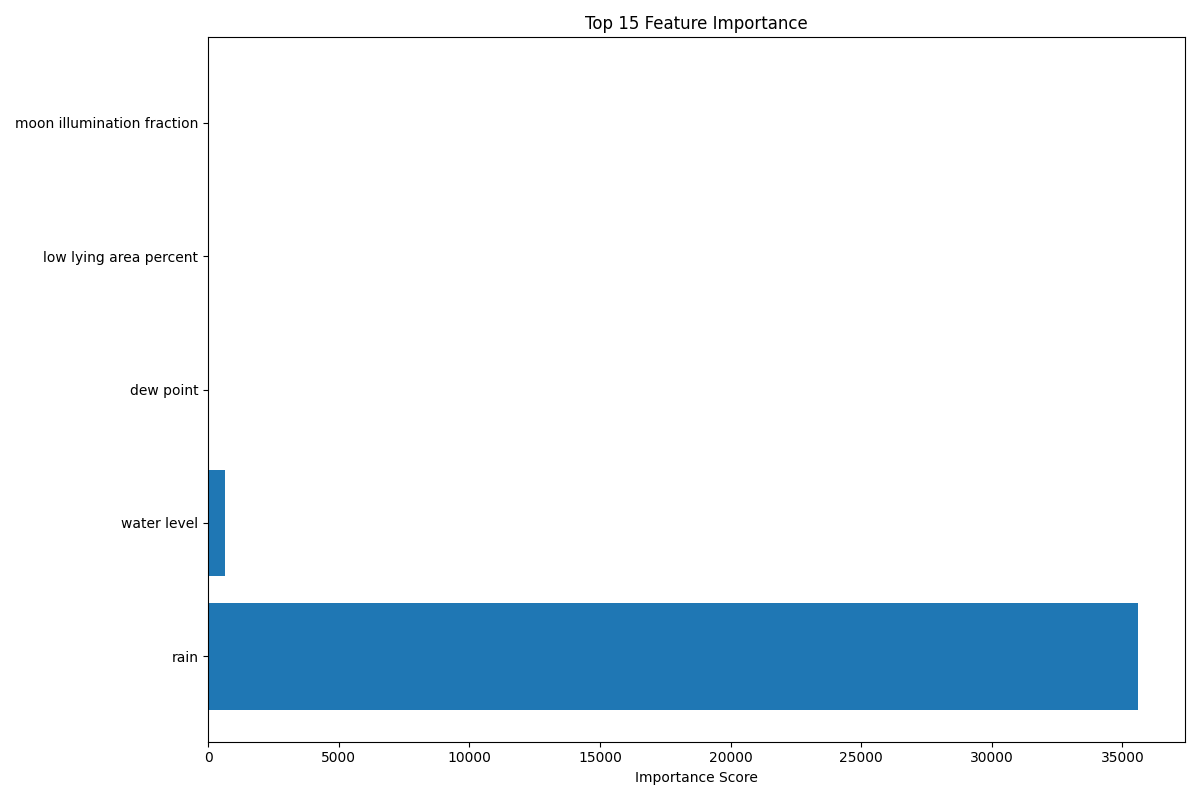 Top 15 Feature Importance
moon illumination fraction
low lying area percent
dew point
water level
rain
0 5000 10000 15000 20000 25000 30000 35000
Importance Score